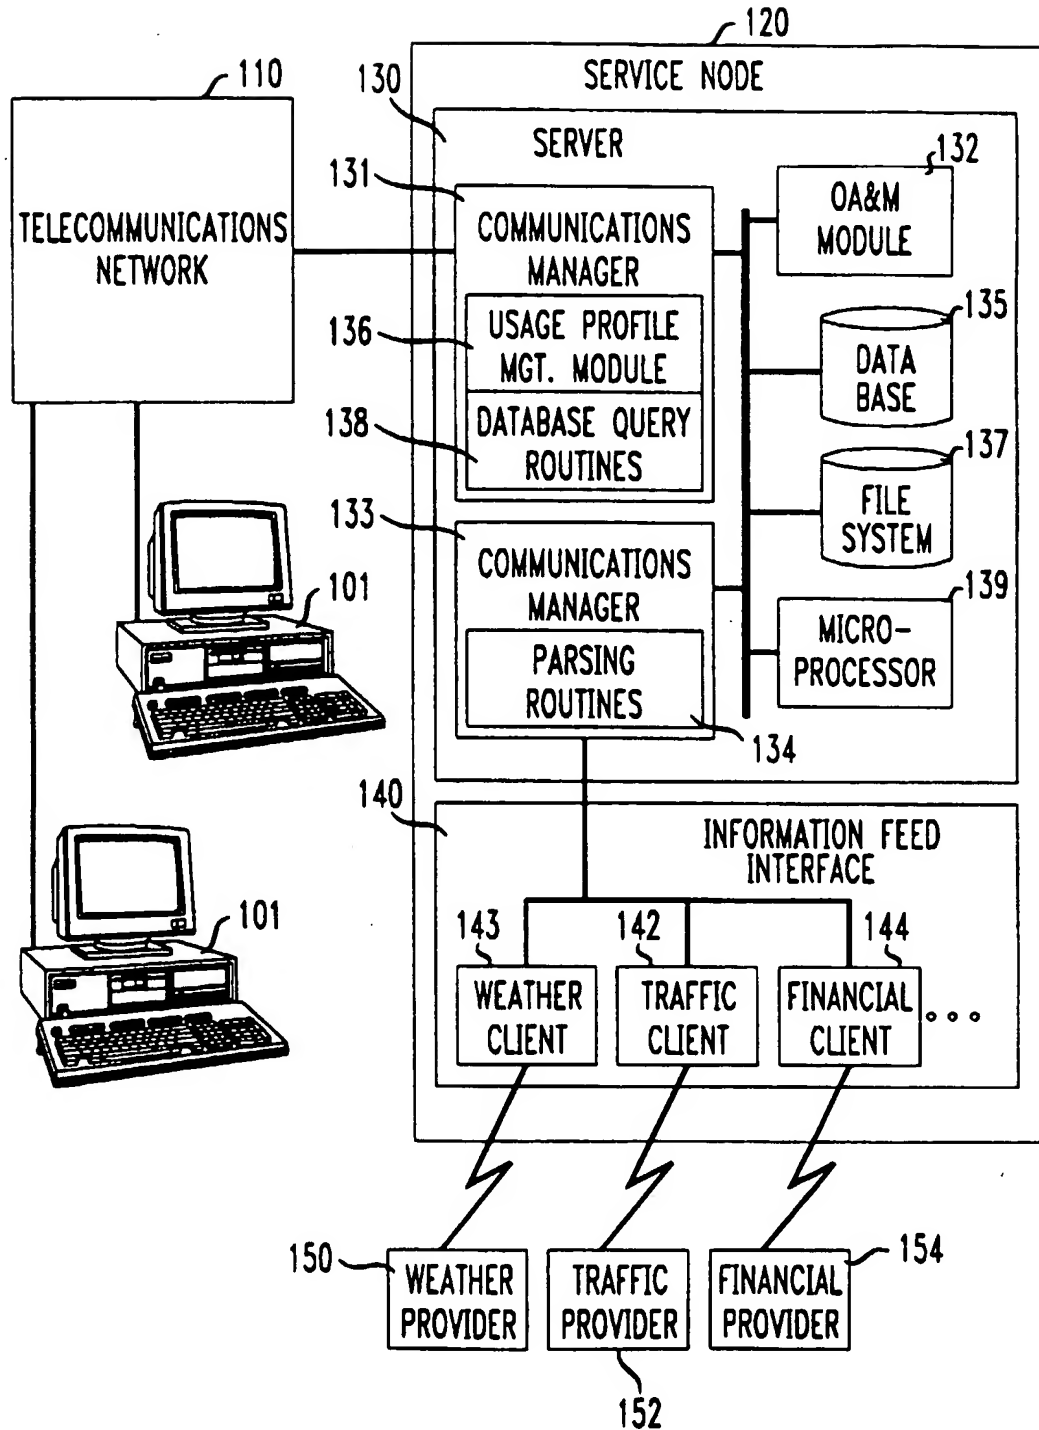 120
SERVICE NODE
110
130
SERVER
131
132
TELECOMMUNICATIONS
NETWORK
COMMUNICATIONS
MANAGER
OA&M
MODULE
136
USAGE PROFILE
MGT. MODULE
135
DATA
BASE
138
DATABASE QUERY
ROUTINES
137
FILE
SYSTEM
133
COMMUNICATIONS
MANAGER
139
MICRO-
PROCESSOR
101
PARSING
ROUTINES
134
140
INFORMATION FEED
INTERFACE
101
143
142
144
WEATHER
CLIENT
TRAFFIC
CLIENT
FINANCIAL
CLIENT
150
WEATHER
PROVIDER
TRAFFIC
PROVIDER
154
FINANCIAL
PROVIDER
152